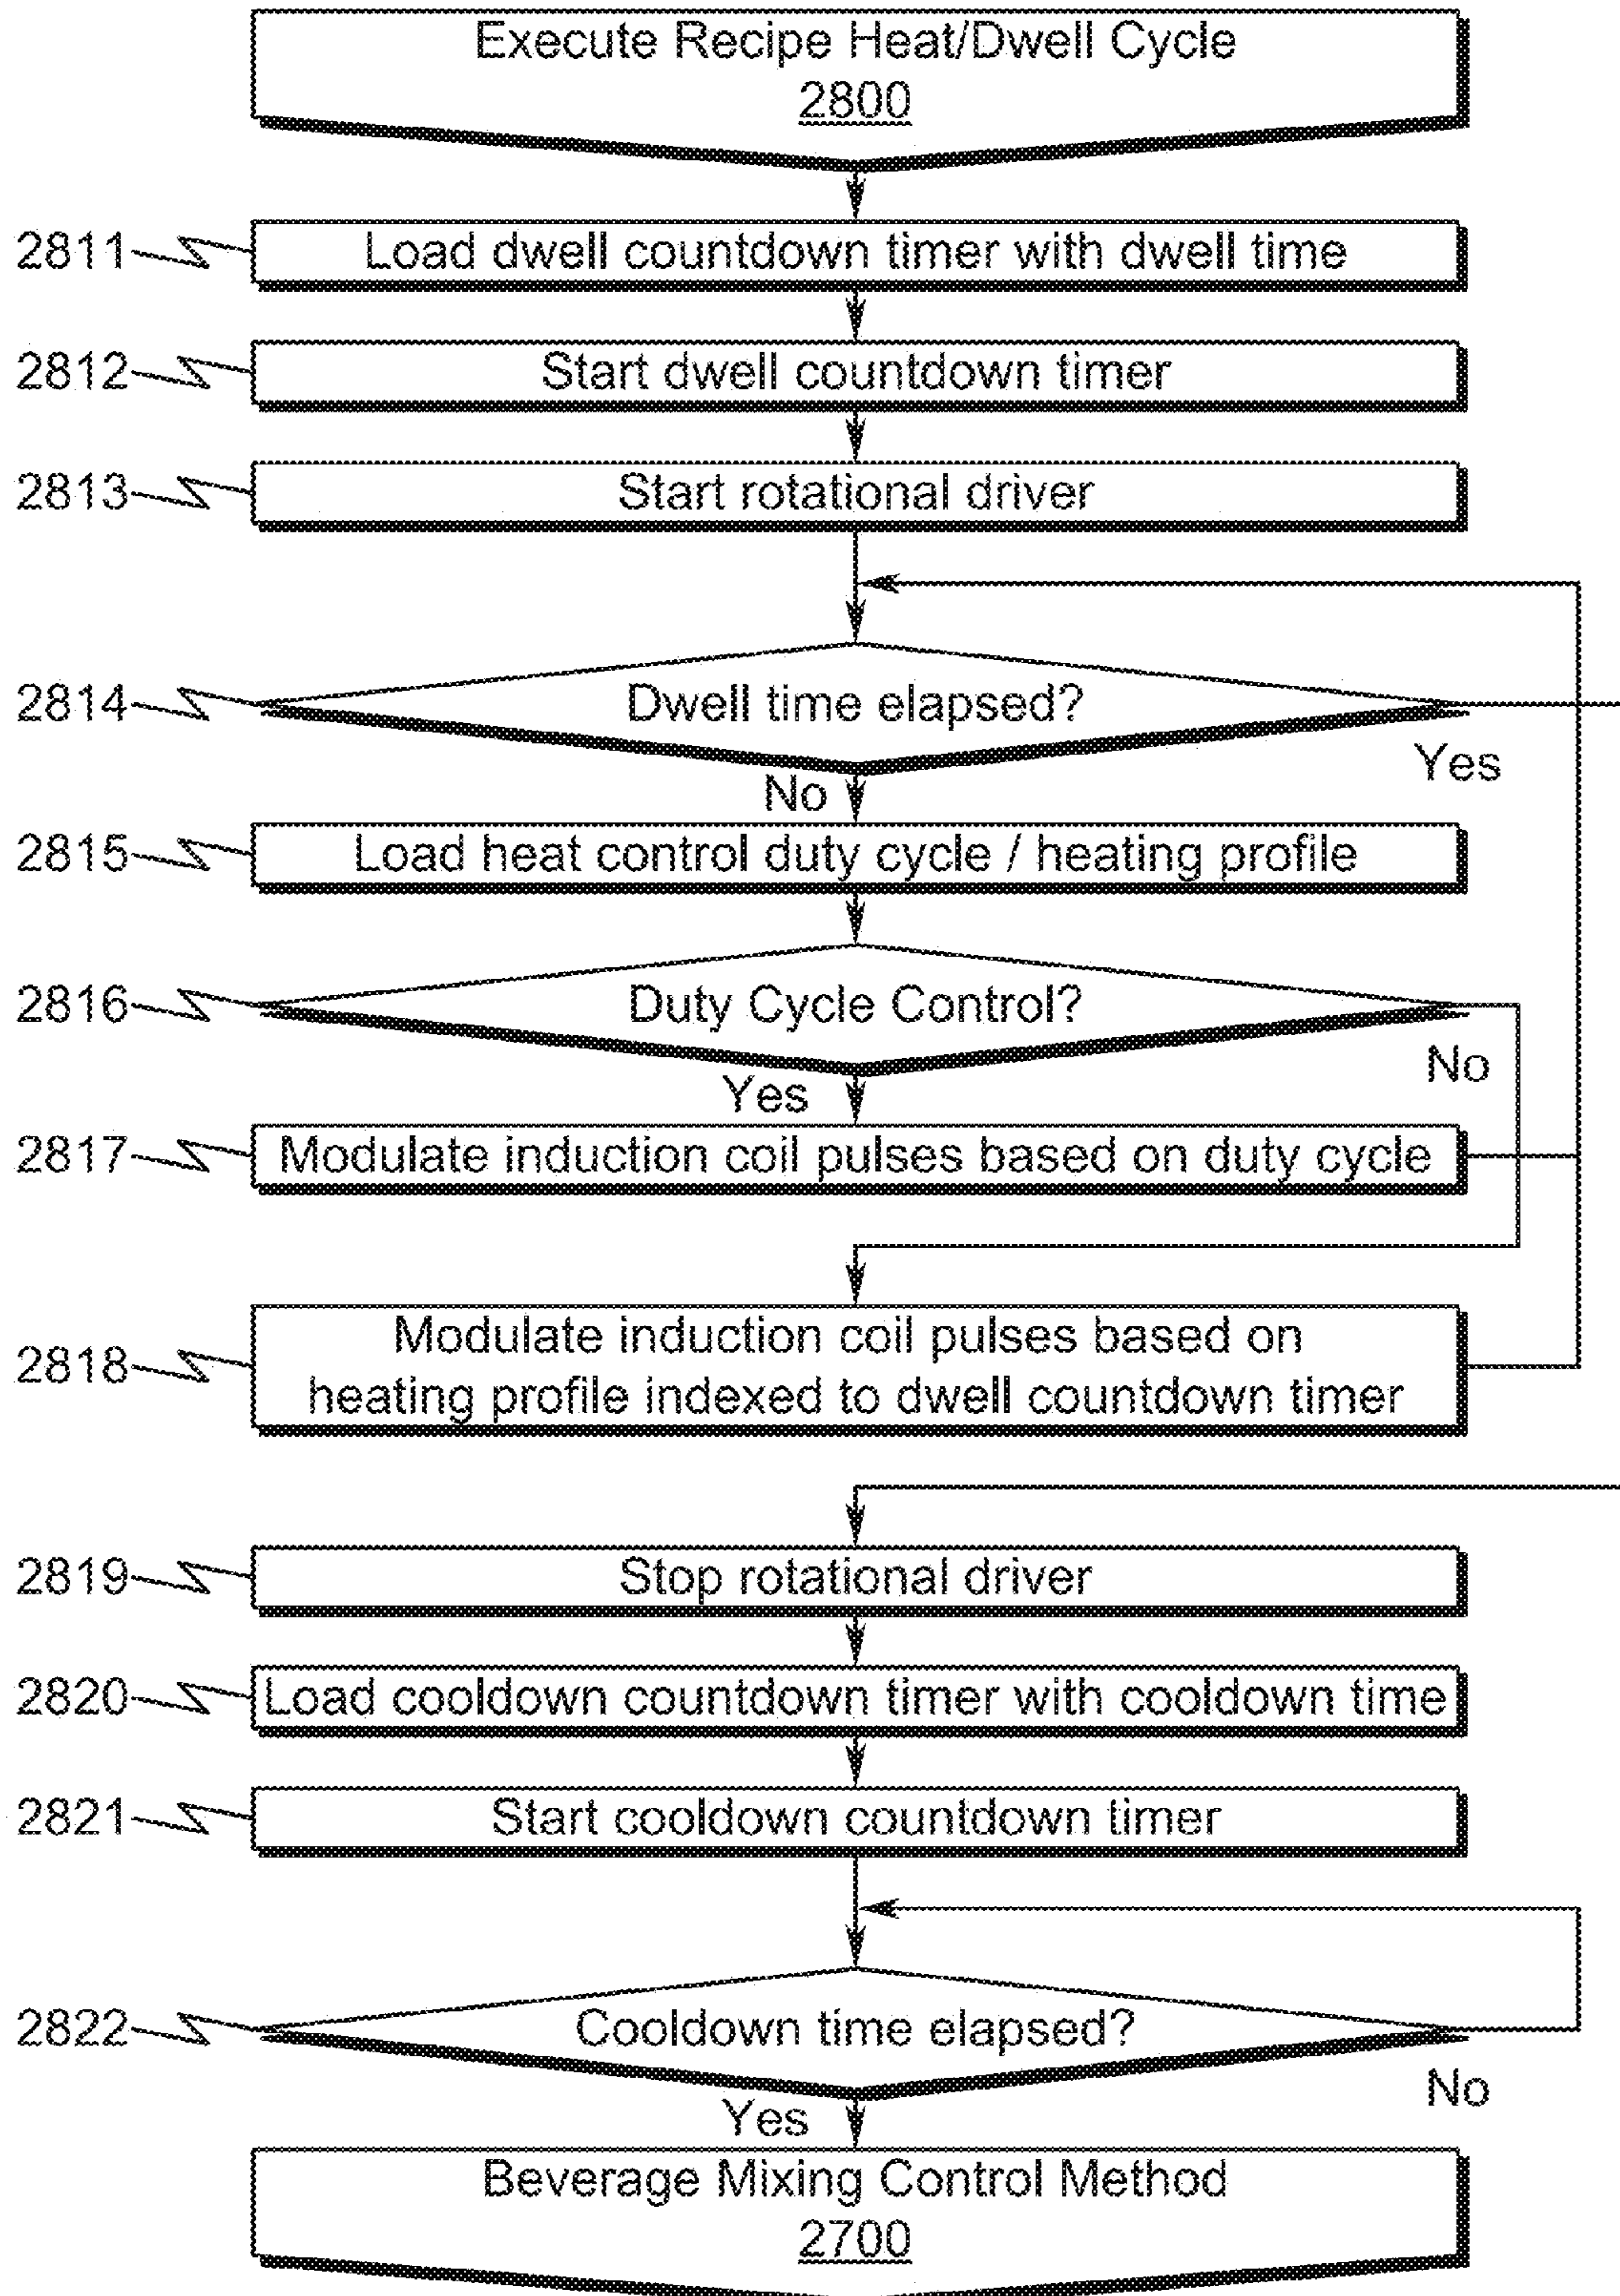 Execute Recipe Heat/Dwell Cycle
2800
2811
Load dwell countdown timer with dwell time
2812
Start dwell countdown timer
2813
Start rotational driver
2814
Dwell time elapsed?
Yes
No
2815
Load heat control duty cycle / heating profile
2816
Duty Cycle Control?
No
Yes
2817
Modulate induction coil pulses based on duty cycle
2818
Modulate induction coil pulses based on
heating profile indexed to dwell countdown timer
2819
Stop rotational driver
2820
Load cooldown countdown timer with cooldown time
2821
Start cooldown countdown timer
2822
Cooldown time elapsed?
No
Yes
Beverage Mixing Control Method
2700